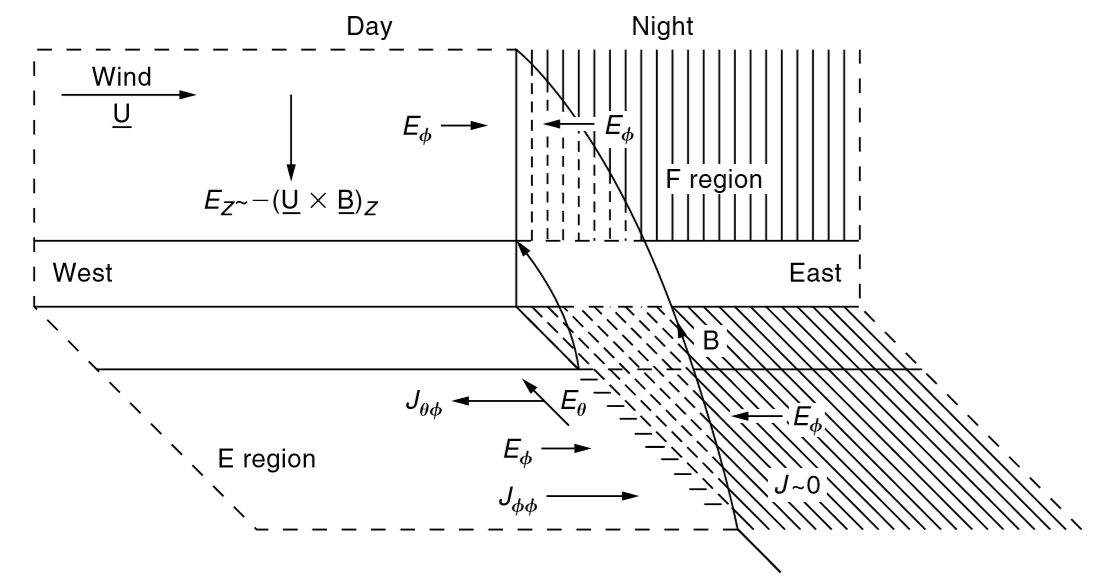 Day Night
Wind
U
E_ϕ
E_ϕ
F region
E_Z~−(U × B)_Z
West East
B
J_θϕ
E_θ
E_ϕ
E_ϕ
E region
J_ϕϕ
J~0